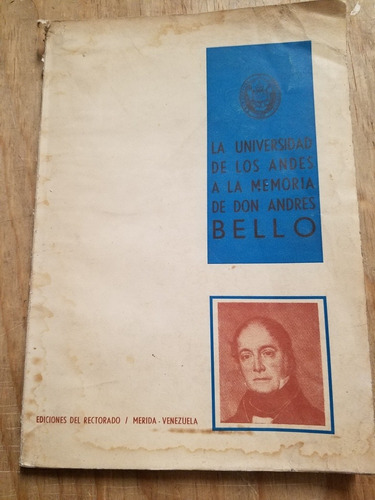 LA UNIVERSIDAD
DE LOS ANDES
A LA MEMORIA
DE DON ANDRES
BELLO
EDICIONES DEL RECTORADO / MERIDA - VENEZUELA